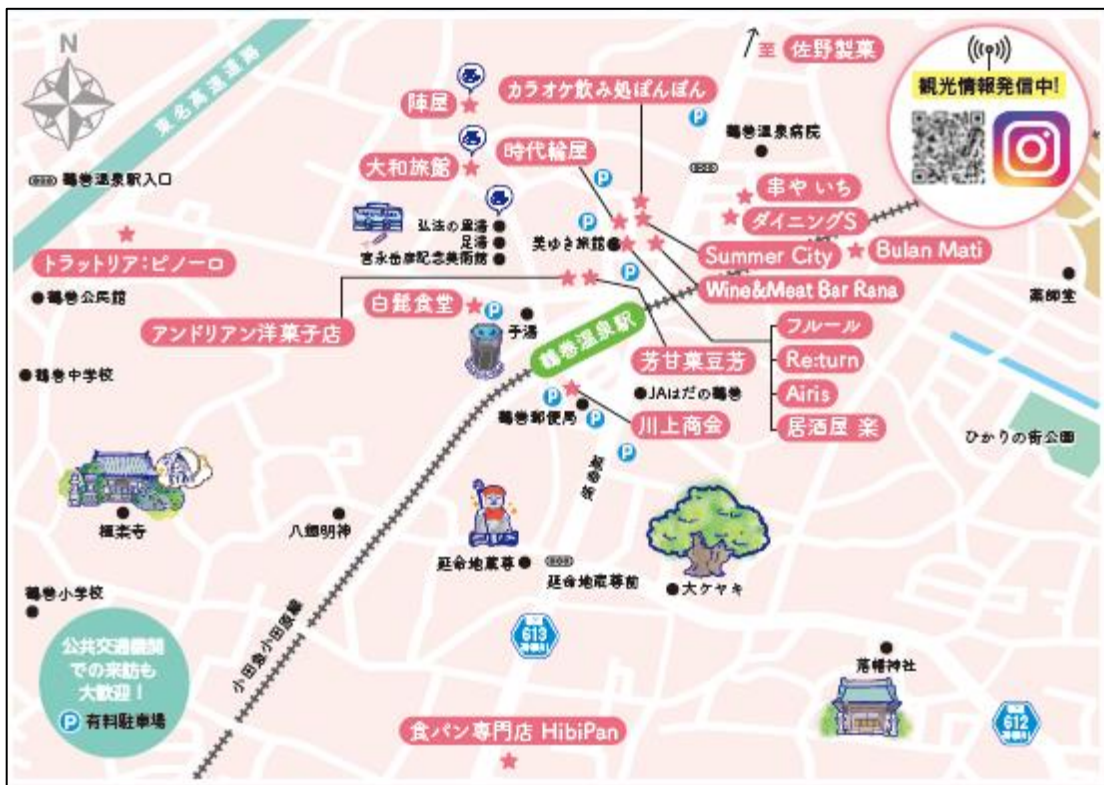 N
東名高速道路
至 佐野製菓
観光情報発信中!
カラオケ飲み処ぽんぽん
陣屋
鶴巻温泉病院
時代輪屋
大和旅館
鶴巻温泉駅入口
串や いち
弘法の里湯
ダイニングS
足湯
美ゆき旅館
宮永岳彦記念美術館
Summer City
Bulan Mati
トラットリア:ピノーロ
薬師堂
Wine&Meat Bar Rana
鶴巻公民館
白髭食堂
アンドリアン洋菓子店
手湯
鶴巻温泉駅
フルール
芳甘菓豆芳
Re:turn
鶴巻中学校
JAはだの鶴巻
Airis
鶴巻郵便局
川上商会
居酒屋 楽
ひかりの街公園
極楽寺
延命地蔵尊
延命地蔵尊前
大ケヤキ
鶴巻小学校
公共交通機関
での来訪も
大歓迎!
P 有料駐車場
小田急小田原線
613
落幡神社
612
食パン専門店 HibiPan